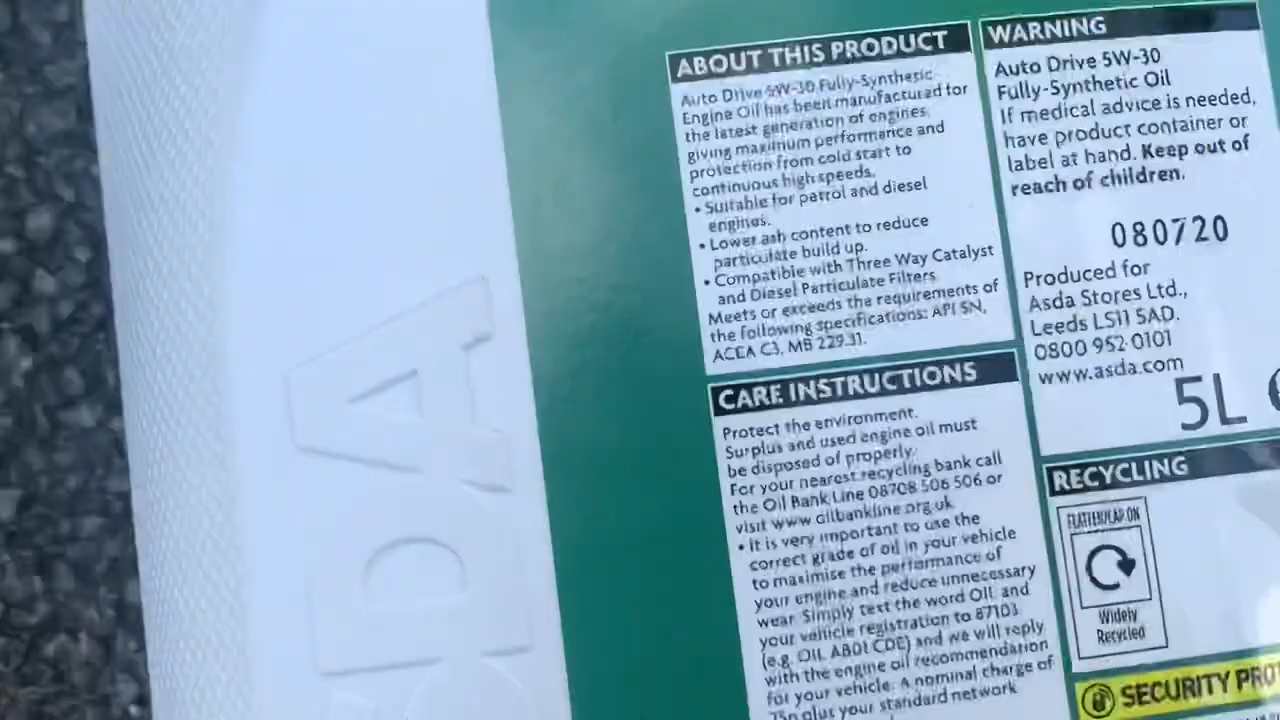 ABOUT THIS PRODUCT
Auto Drive 5W-30 Fully-Synthetic
Engine Oil has been manufactured for
the latest generation of engines,
giving maximum performance and
protection from cold start to
continuous high speeds.
• Suitable for petrol and diesel
engines.
• Lower ash content to reduce
particulate build up.
• Compatible with Three Way Catalyst
and Diesel Particulate Filters
Meets or exceeds the requirements of
the following specifications: API SN,
ACEA C3, MB 229.31.
CARE INSTRUCTIONS
Protect the environment.
Surplus and used engine oil must
be disposed of properly.
For your nearest recycling bank call
the Oil Bank Line 08708 506 506 or
visit www.oilbankline.org.uk
• It is very important to use the
correct grade of oil in your vehicle
to maximise the performance of
your engine and reduce unnecessary
wear. Simply text the word OIL and
your vehicle registration to 87103
(e.g. OIL AB01 CDE) and we will reply
with the engine oil recommendation
for your vehicle. A nominal charge of
75p plus your standard network
WARNING
Auto Drive 5W-30
Fully-Synthetic Oil
If medical advice is needed,
have product container or
label at hand. Keep out of
reach of children.
080720
Produced for
Asda Stores Ltd.,
Leeds LS11 5AD.
0800 952 0101
www.asda.com
5L
RECYCLING
FLATTEN/CAP ON
Widely
Recycled
SECURITY PRO
SDA